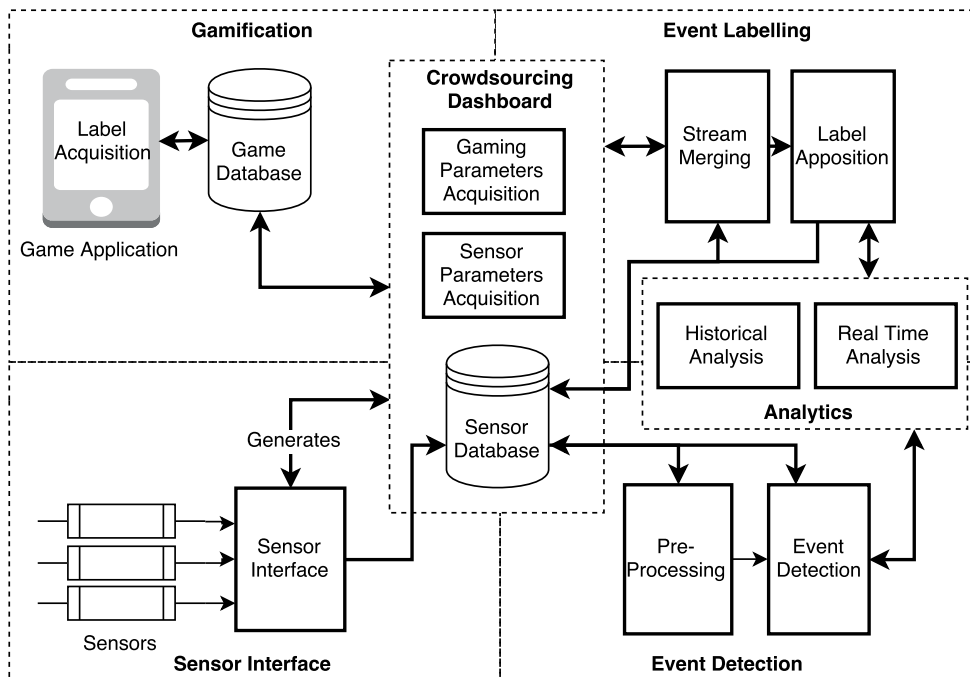 Gamification
Label
Acquisition
Game Application
Game
Database
Crowdsourcing
Dashboard
Gaming
Parameters
Acquisition
Sensor
Parameters
Acquisition
Sensor
Database
Event Labelling
Stream
Merging
Label
Apposition
Historical
Analysis
Real Time
Analysis
Analytics
Generates
Sensors
Sensor
Interface
Sensor Interface
Pre-
Processing
Event
Detection
Event Detection